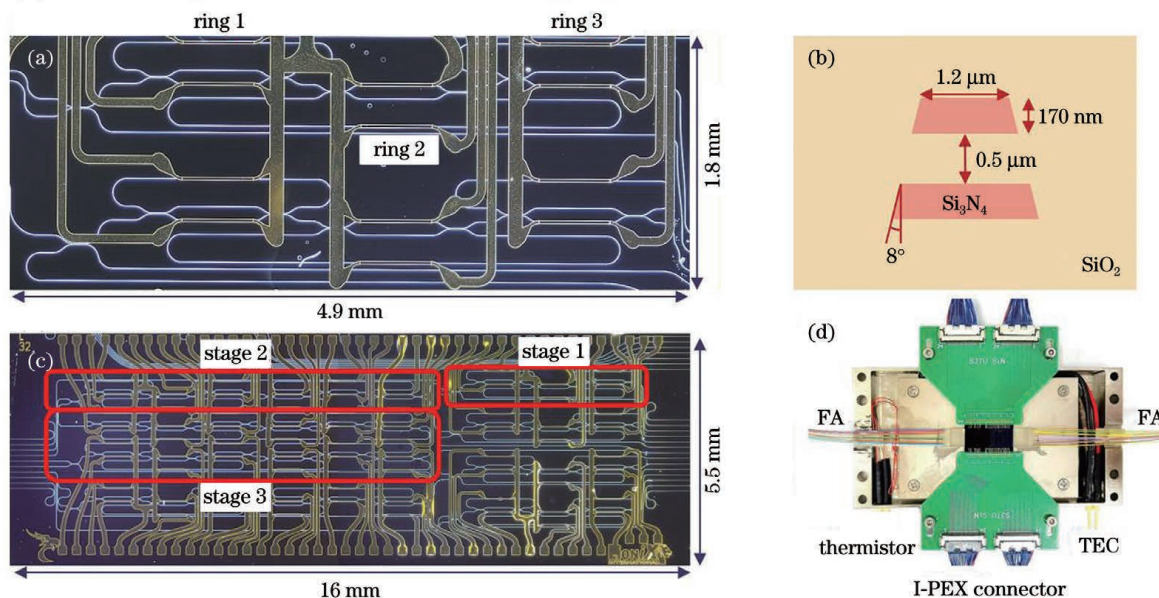 ring 1
ring 3
(a)
ring 2
1.8 mm
4.9 mm
(b)
1.2 μm
170 nm
0.5 μm
Si₃N₄
8°
SiO₂
(c)
32
stage 2
stage 1
stage 3
5.5 mm
16 mm
(d)
FA
FA
thermistor
TEC
I-PEX connector